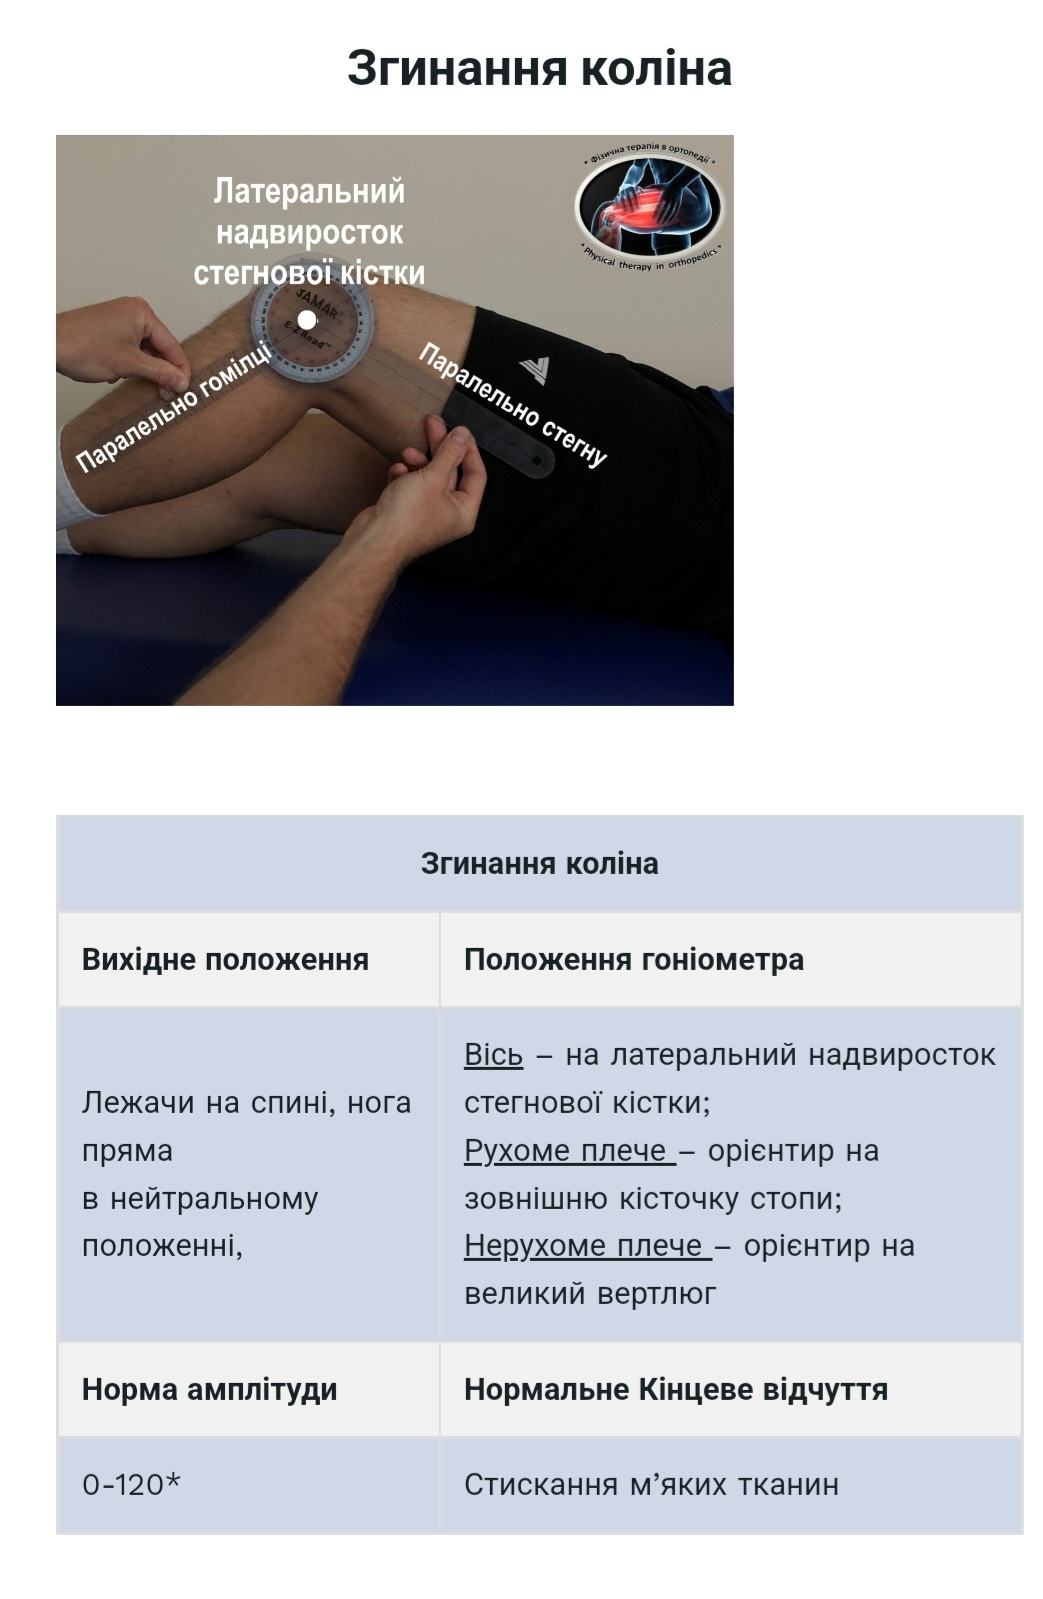 Згинання коліна
• Фізична терапія в ортопедії •
• Physical therapy in orthopedics •
Латеральний
надвиросток
стегнової кістки
JAMAR
E-Z Read™
Паралельно гомілці
Паралельно стегну
Згинання коліна
Вихідне положення
Положення гоніометра
Лежачи на спині, нога
пряма
в нейтральному
положенні,
Вісь – на латеральний надвиросток
стегнової кістки;
Рухоме плече – орієнтир на
зовнішню кісточку стопи;
Нерухоме плече – орієнтир на
великий вертлюг
Норма амплітуди
Нормальне Кінцеве відчуття
0-120*
Стискання м’яких тканин